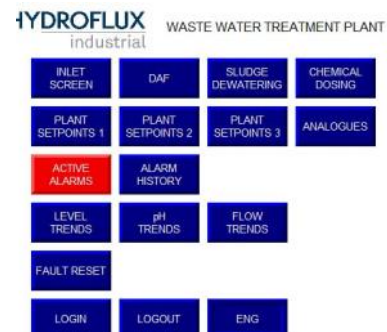 HYDROFLUX
industrial
WASTE WATER TREATMENT PLANT
INLET
SCREEN
DAF
SLUDGE
DEWATERING
CHEMICAL
DOSING
PLANT
SETPOINTS 1
PLANT
SETPOINTS 2
PLANT
SETPOINTS 3
ANALOGUES
ACTIVE
ALARMS
ALARM
HISTORY
LEVEL
TRENDS
pH
TRENDS
FLOW
TRENDS
FAULT RESET
LOGIN
LOGOUT
ENG